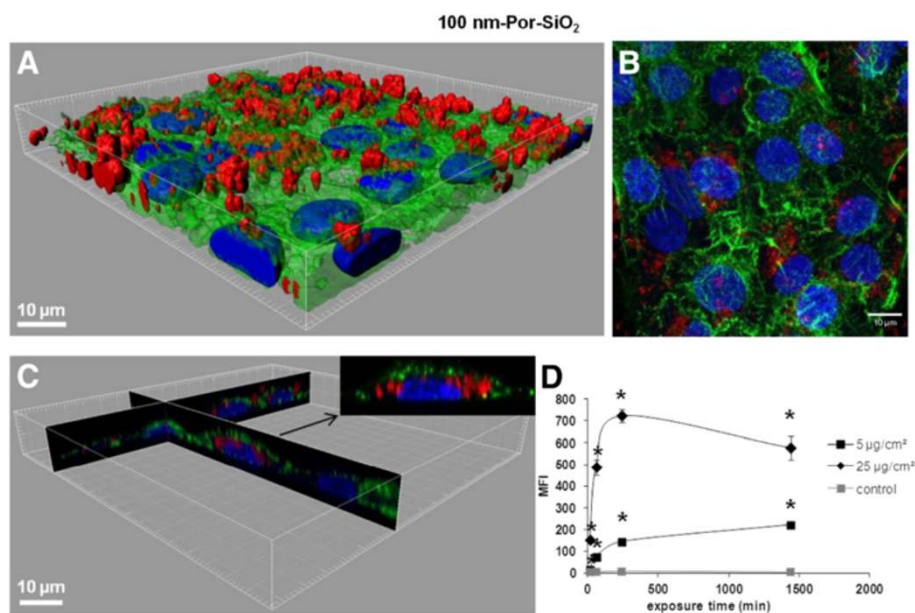 100 nm-Por-SiO₂
A
B
10 µm
10 µm
C
D
10 µm
800
700
600
500
400
300
200
100
0
MFI
* * * * * * * *
0 500 1000 1500 2000
exposure time (min)
5 µg/cm²
25 µg/cm²
control